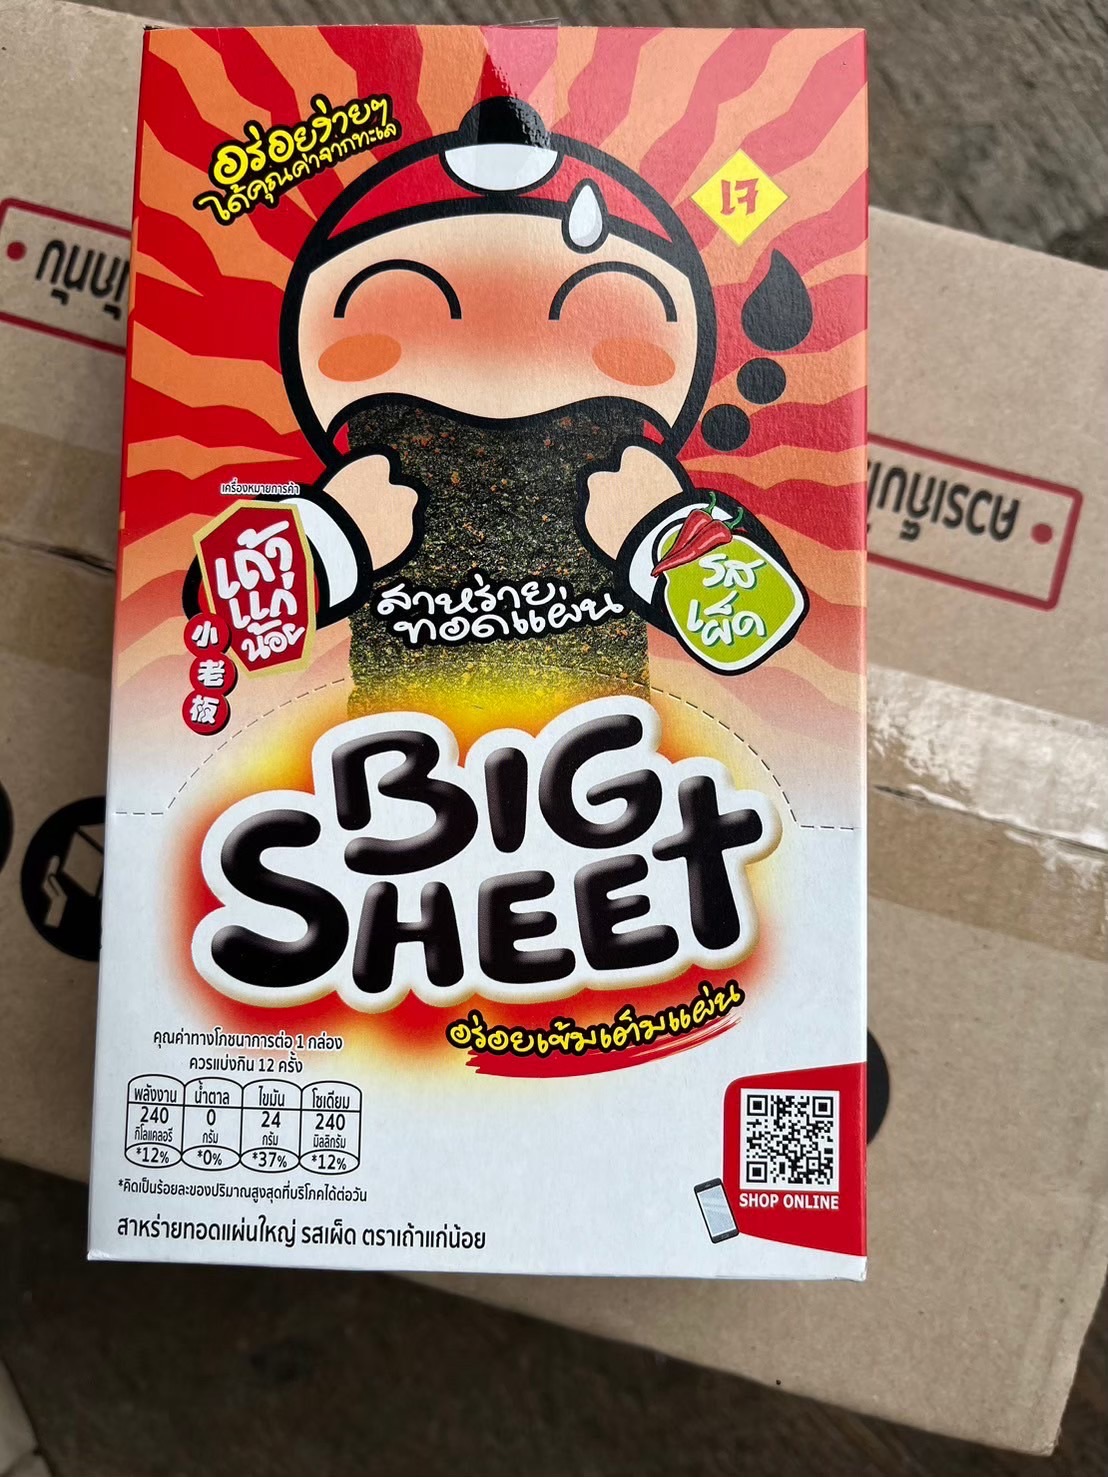 อร่อยง่ายๆ
ได้คุณค่าจากทะเล
เจ
เครื่องหมายการค้า
เถ้า
แก่
น้อย
小
老
板
สาหร่าย
ทอดแผ่น
รส
เผ็ด
BIG
SHEET
อร่อยเข้มเต็มแผ่น
คุณค่าทางโภชนาการต่อ 1 กล่อง
ควรแบ่งกิน 12 ครั้ง
พลังงาน น้ำตาล ไขมัน โซเดียม
240 0 24 240
กิโลแคลอรี กรัม กรัม มิลลิกรัม
*12% *0% *37% *12%
*คิดเป็นร้อยละของปริมาณสูงสุดที่บริโภคได้ต่อวัน
SHOP ONLINE
สาหร่ายทอดแผ่นใหญ่ รสเผ็ด ตราเถ้าแก่น้อย